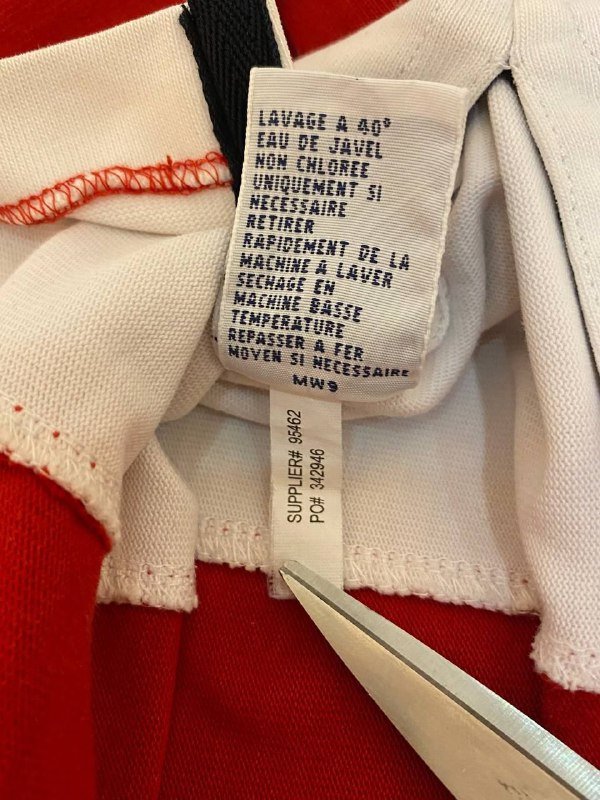 LAVAGE A 40°
EAU DE JAVEL
NON CHLOREE
UNIQUEMENT SI
NECESSAIRE
RETIRER
RAPIDEMENT DE LA
MACHINE A LAVER
SECHAGE EN
MACHINE BASSE
TEMPERATURE
REPASSER A FER
MOYEN SI NECESSAIRE
MW9
SUPPLIER# 95462
PO# 342946